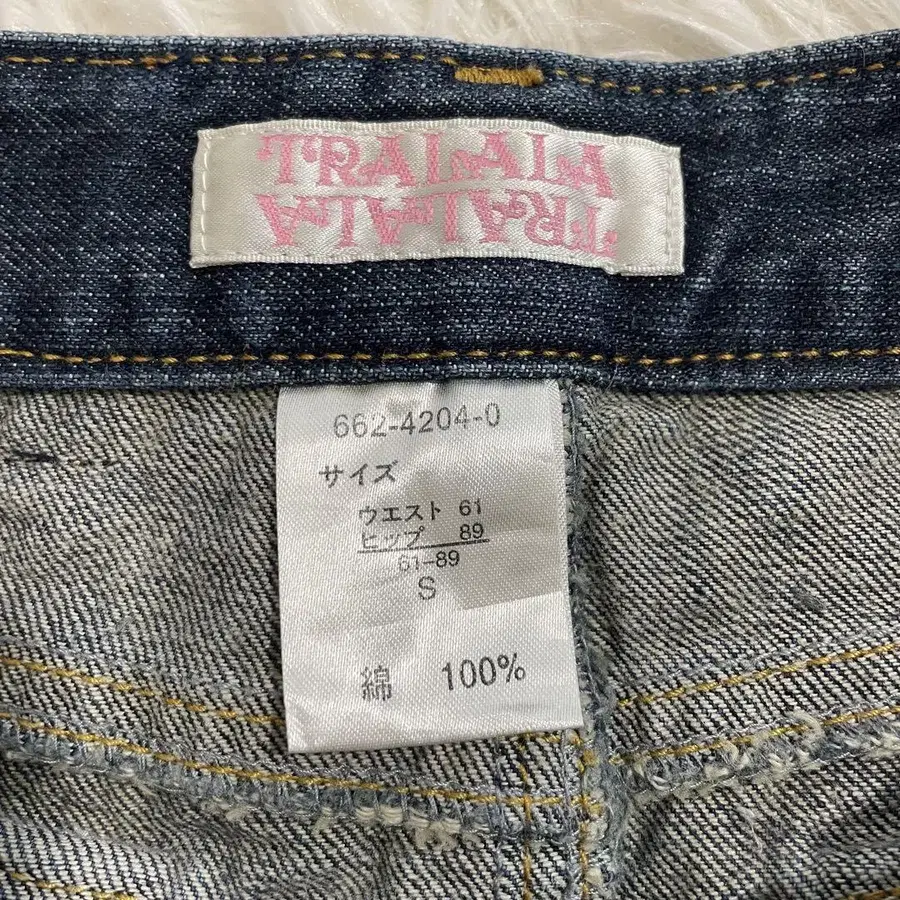 TRALALA
TRALALA
662-4204-0
サイズ
ウエスト 61
ヒップ 89
61-89
S
綿 100%